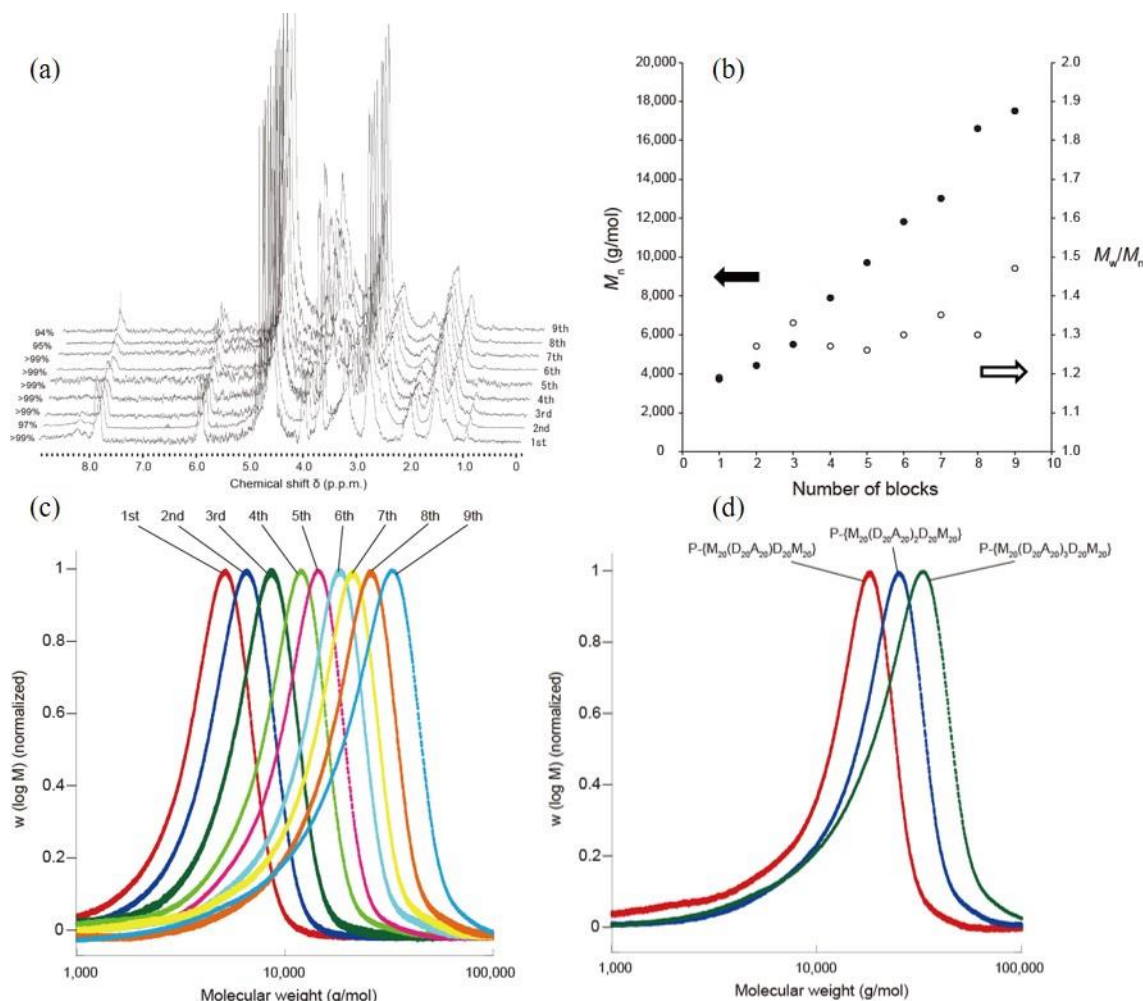 (a)
94%
95%
>99%
>99%
>99%
>99%
>99%
97%
>99%
9th
8th
7th
6th
5th
4th
3rd
2nd
1st
8.0 7.0 6.0 5.0 4.0 3.0 2.0 1.0 0
Chemical shift δ (p.p.m.)
(b)
20,000
18,000
16,000
14,000
12,000
10,000
8,000
6,000
4,000
2,000
0
Mn (g/mol)
2.0
1.9
1.8
1.7
1.6
1.5
1.4
1.3
1.2
1.1
1.0
Mw/Mn
0 1 2 3 4 5 6 7 8 9 10
Number of blocks
(c)
1st 2nd 3rd 4th 5th 6th 7th 8th 9th
1
0.8
0.6
0.4
0.2
0
w (log M) (normalized)
1,000 10,000 100,000
Molecular weight (g/mol)
(d)
P-{M20(D20A20)D20M20}
P-{M20(D20A20)2D20M20}
P-{M20(D20A20)3D20M20}
1
0.8
0.6
0.4
0.2
0
w (log M) (normalized)
1,000 10,000 100,000
Molecular weight (g/mol)